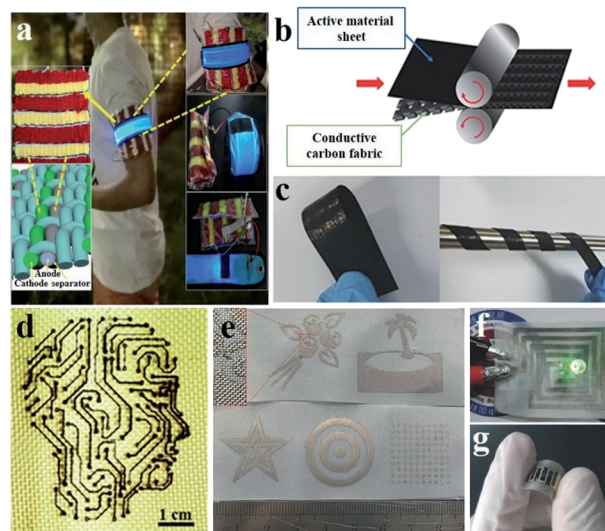 a
Anode
Cathode separator
b
Active material
sheet
Conductive
carbon fabric
c
d
1 cm
e
f
g